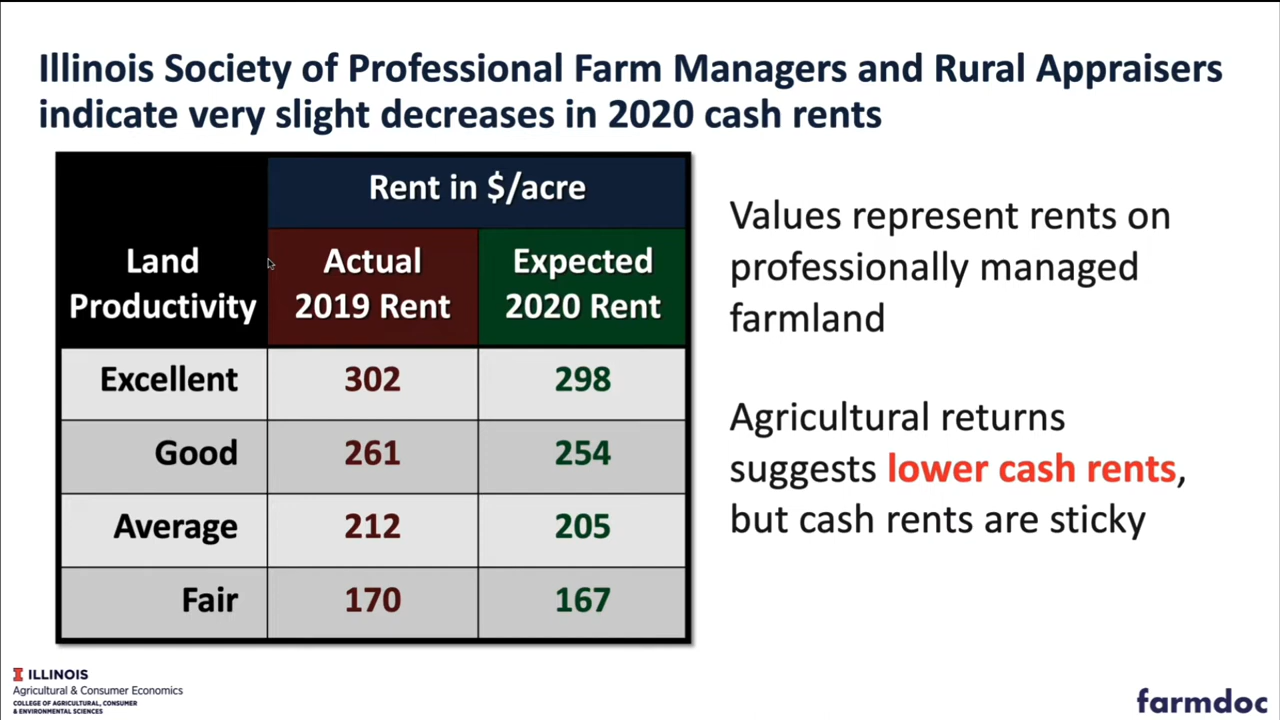 Illinois Society of Professional Farm Managers and Rural Appraisers
indicate very slight decreases in 2020 cash rents
Rent in $/acre
Land
Productivity
Actual
2019 Rent
Expected
2020 Rent
Excellent 302 298
Good 261 254
Average 212 205
Fair 170 167
Values represent rents on
professionally managed
farmland
Agricultural returns
suggests lower cash rents,
but cash rents are sticky
I ILLINOIS
Agricultural & Consumer Economics
COLLEGE OF AGRICULTURAL, CONSUMER
& ENVIRONMENTAL SCIENCES
farmdoc